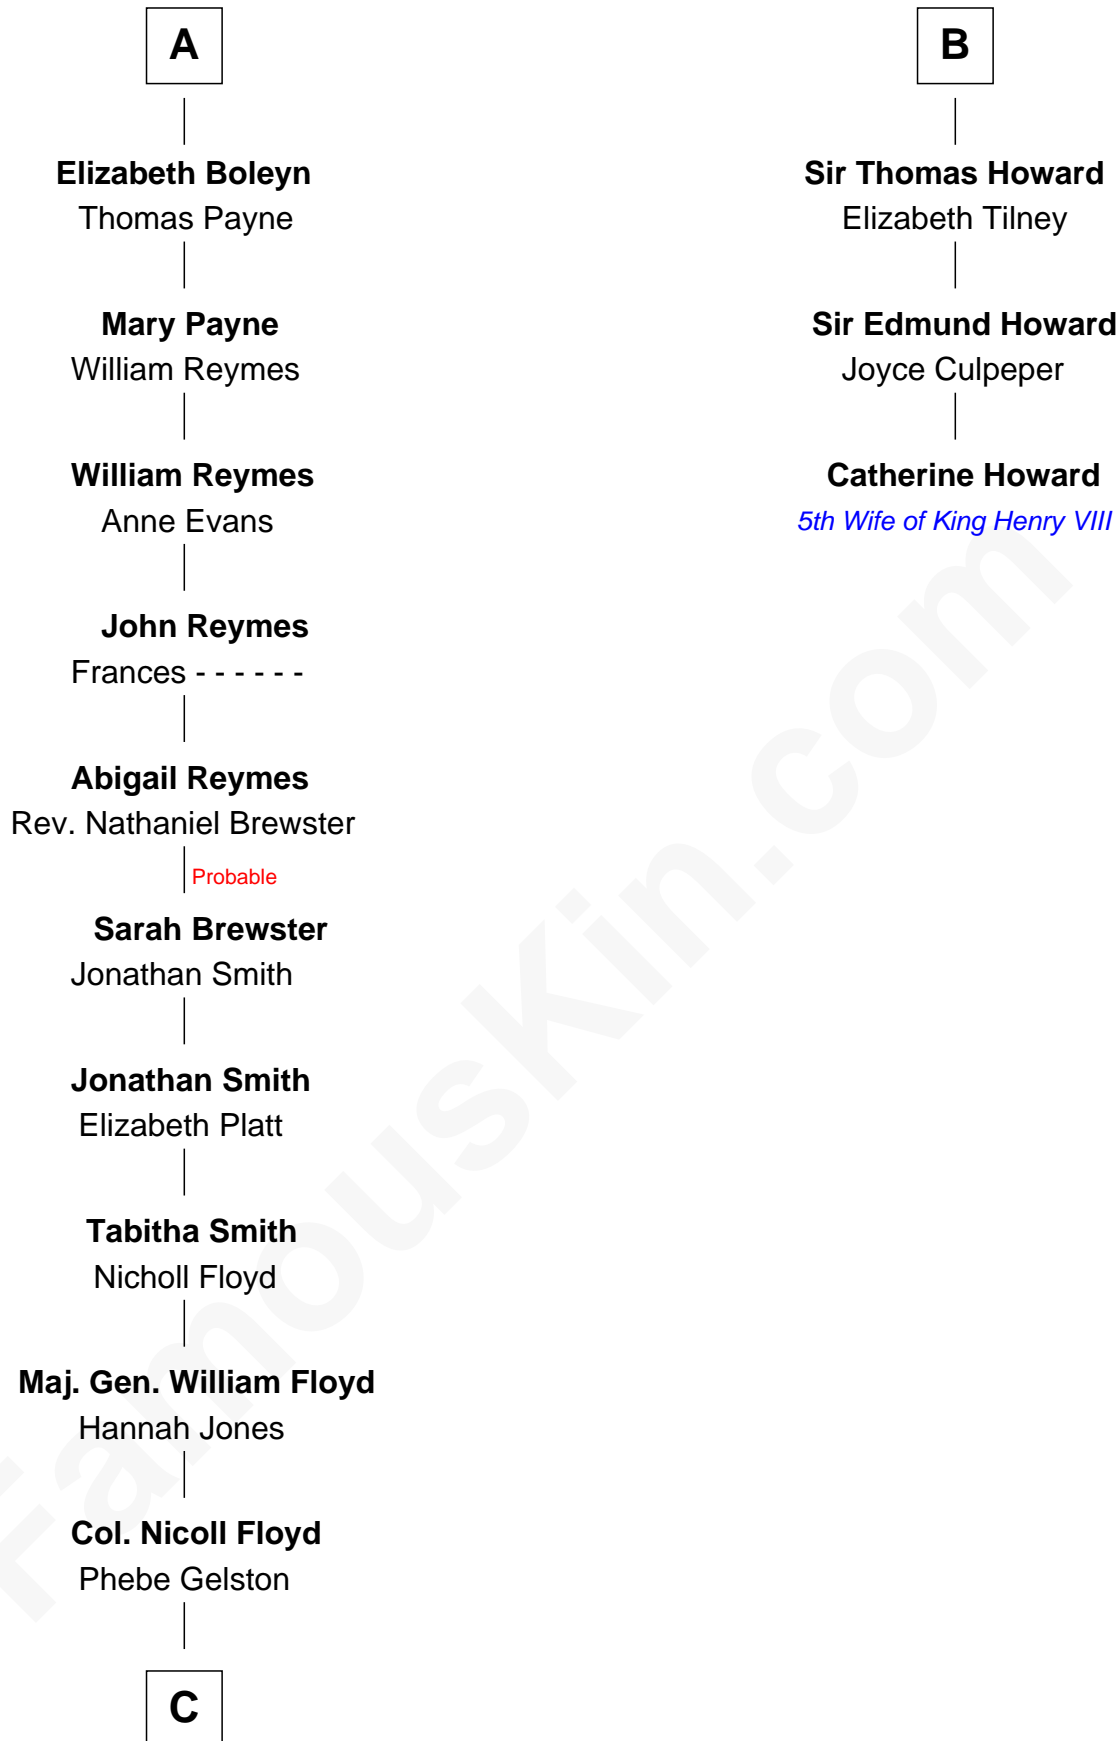 A
Elizabeth Boleyn
Thomas Payne
Mary Payne
William Reymes
William Reymes
Anne Evans
John Reymes
Frances - - - - - -
Abigail Reymes
Rev. Nathaniel Brewster
Probable
Sarah Brewster
Jonathan Smith
Jonathan Smith
Elizabeth Platt
Tabitha Smith
Nicholl Floyd
Maj. Gen. William Floyd
Hannah Jones
Col. Nicoll Floyd
Phebe Gelston
C
B
Sir Thomas Howard
Elizabeth Tilney
Sir Edmund Howard
Joyce Culpeper
Catherine Howard
5th Wife of King Henry VIII
FamousKin.com